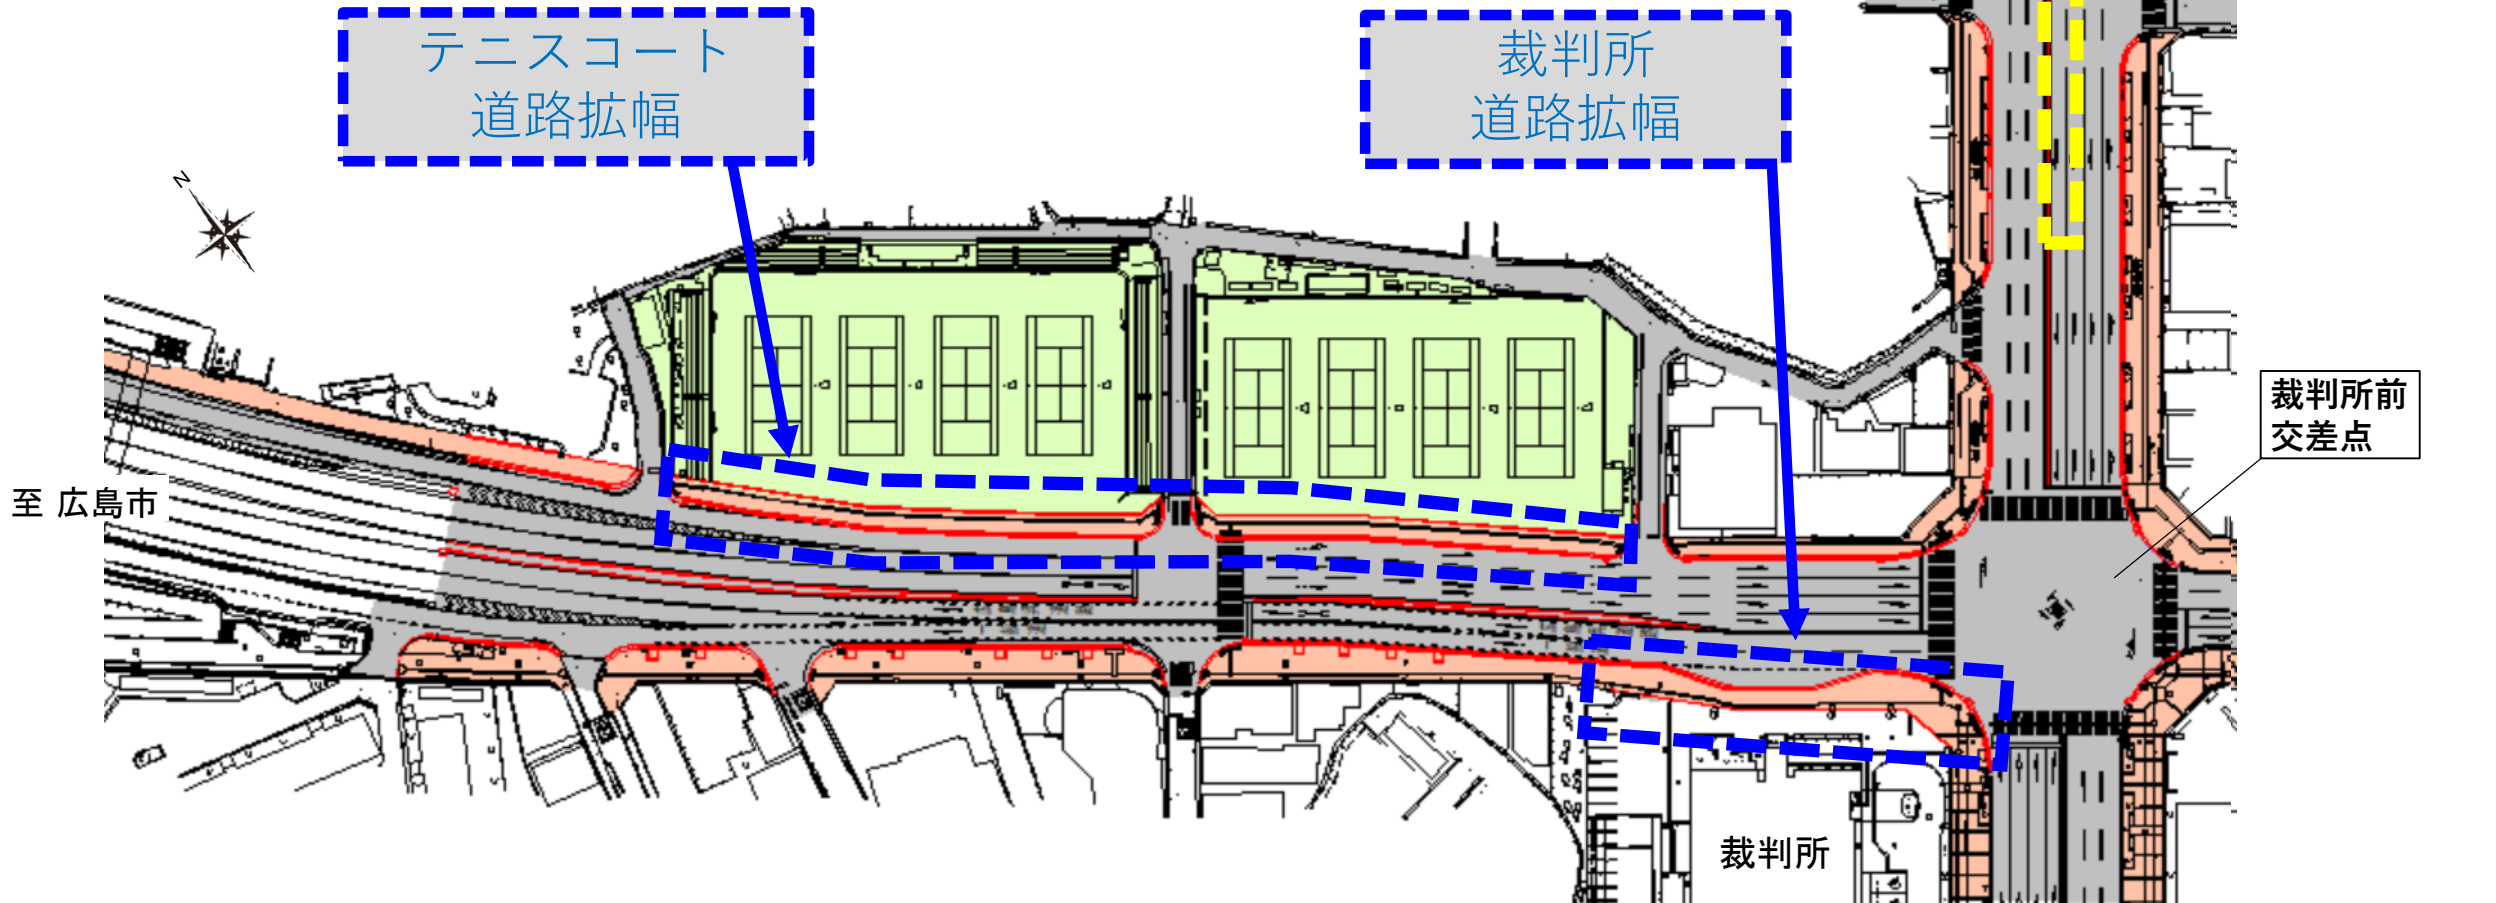 テニスコート
道路拡幅
裁判所
道路拡幅
N
裁判所前
交差点
至 広島市
裁判所